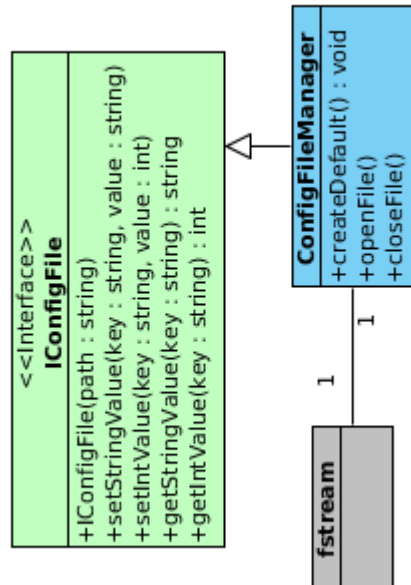 <<Interface>>
IConfigFile
+IConfigFile(path : string)
+setStringValue(key : string, value : string)
+setIntValue(key : string, value : int)
+getStringValue(key : string) : string
+getIntValue(key : string) : int
ConfigFileManager
+createDefault() : void
+openFile()
+closeFile()
1
1
fstream